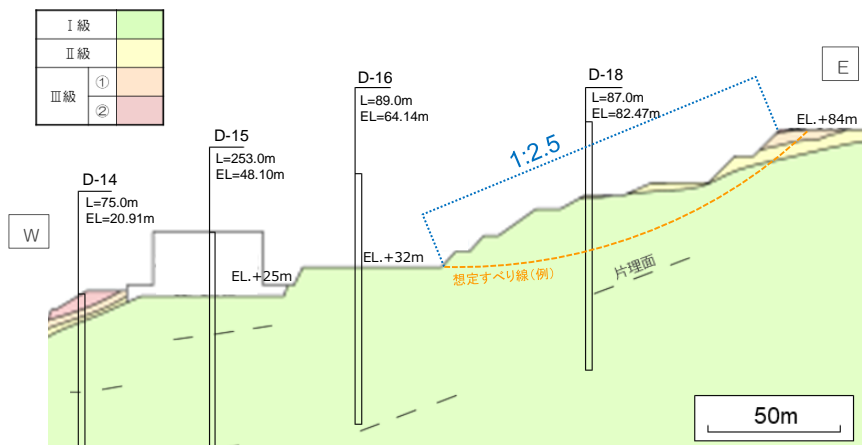 Ⅰ級
Ⅱ級
Ⅲ級
①
②
D-14
L=75.0m
EL=20.91m
D-15
L=253.0m
EL=48.10m
D-16
L=89.0m
EL=64.14m
D-18
L=87.0m
EL=82.47m
E
W
1:2.5
EL.+84m
EL.+32m
EL.+25m
想定すべり線(例)
片理面
50m